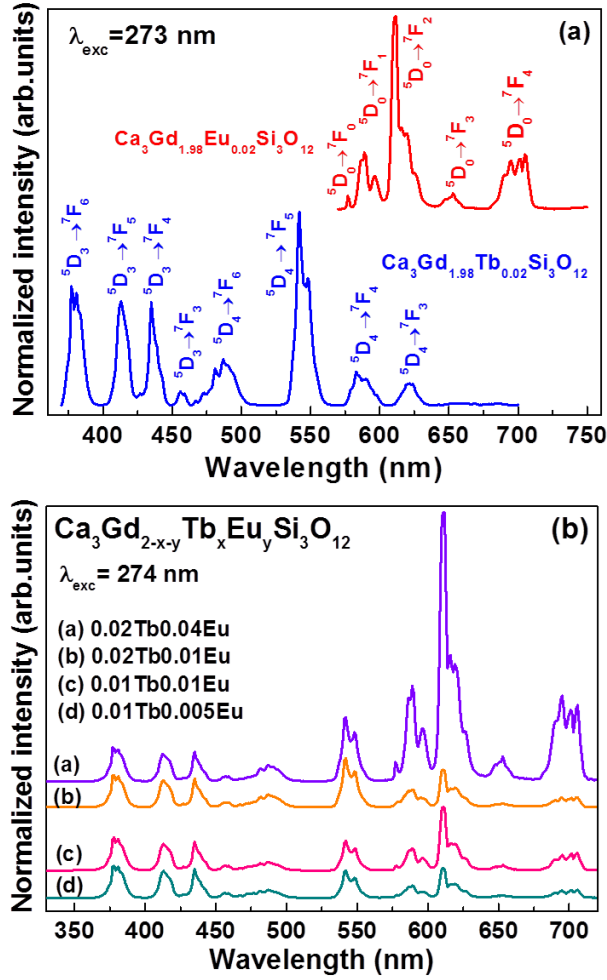 λexc=273 nm
(a)
⁵D₀→⁷F₀
⁵D₀→⁷F₁
⁵D₀→⁷F₂
⁵D₀→⁷F₃
⁵D₀→⁷F₄
Ca₃Gd₁.₉₈Eu₀.₀₂Si₃O₁₂
⁵D₃→⁷F₆
⁵D₃→⁷F₅
⁵D₃→⁷F₄
⁵D₃→⁷F₃
⁵D₄→⁷F₆
⁵D₄→⁷F₅
⁵D₄→⁷F₄
⁵D₄→⁷F₃
Ca₃Gd₁.₉₈Tb₀.₀₂Si₃O₁₂
Normalized intensity (arb.units)
400 450 500 550 600 650 700 750
Wavelength (nm)
Ca₃Gd₂₋ₓ₋yTbₓEuySi₃O₁₂
(b)
λexc= 274 nm
(a) 0.02Tb0.04Eu
(b) 0.02Tb0.01Eu
(c) 0.01Tb0.01Eu
(d) 0.01Tb0.005Eu
(a)
(b)
(c)
(d)
Normalized intensity (arb.units)
350 400 450 500 550 600 650 700
Wavelength (nm)